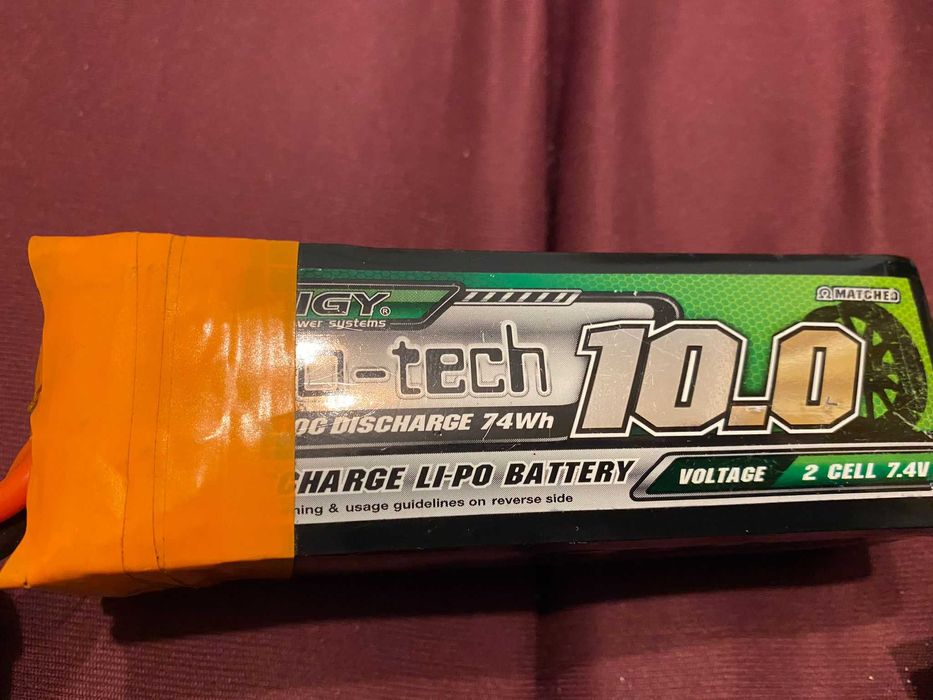 IGY®
wer systems
MATCHED
-tech
10.0
0C DISCHARGE 74Wh
CHARGE LI-PO BATTERY
VOLTAGE 2 CELL 7.4V
ning & usage guidelines on reverse side